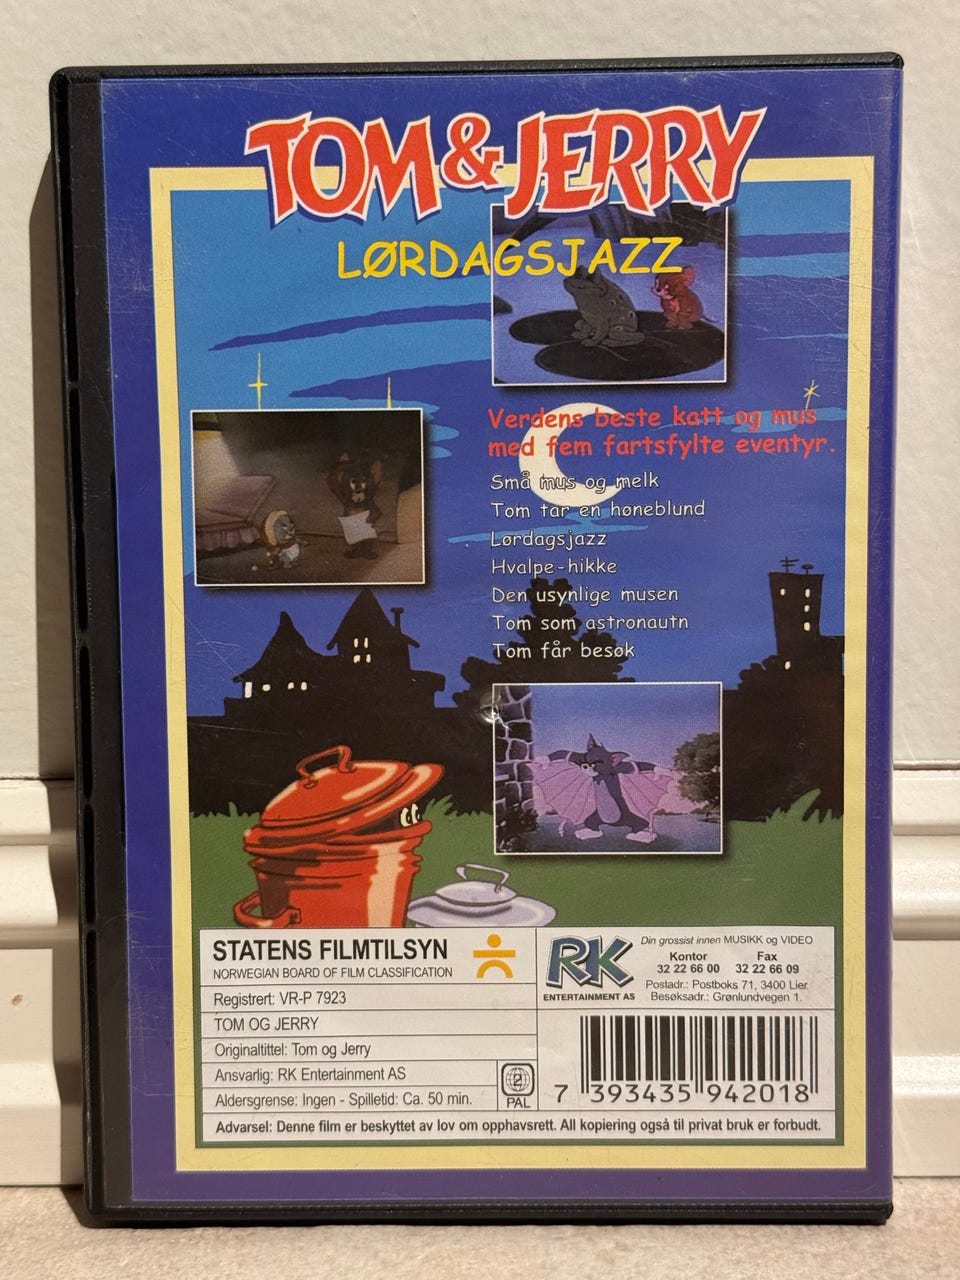 TOM & JERRY
LØRDAGSJAZZ
Verdens beste katt og mus
med fem fartsfylte eventyr.
Små mus og melk
Tom tar en høneblund
Lørdagsjazz
Hvalpe-hikke
Den usynlige musen
Tom som astronautn
Tom får besøk
STATENS FILMTILSYN
NORWEGIAN BOARD OF FILM CLASSIFICATION
Registrert: VR-P 7923
TOM OG JERRY
Originaltittel: Tom og Jerry
Ansvarlig: RK Entertainment AS
Aldersgrense: Ingen - Spilletid: Ca. 50 min.
2
PAL
RK
ENTERTAINMENT AS
Din grossist innen MUSIKK og VIDEO
Kontor Fax
32 22 66 00 32 22 66 09
Postadr.: Postboks 71, 3400 Lier
Besøksadr.: Grønlundvegen 1.
7 393435 942018
Advarsel: Denne film er beskyttet av lov om opphavsrett. All kopiering også til privat bruk er forbudt.